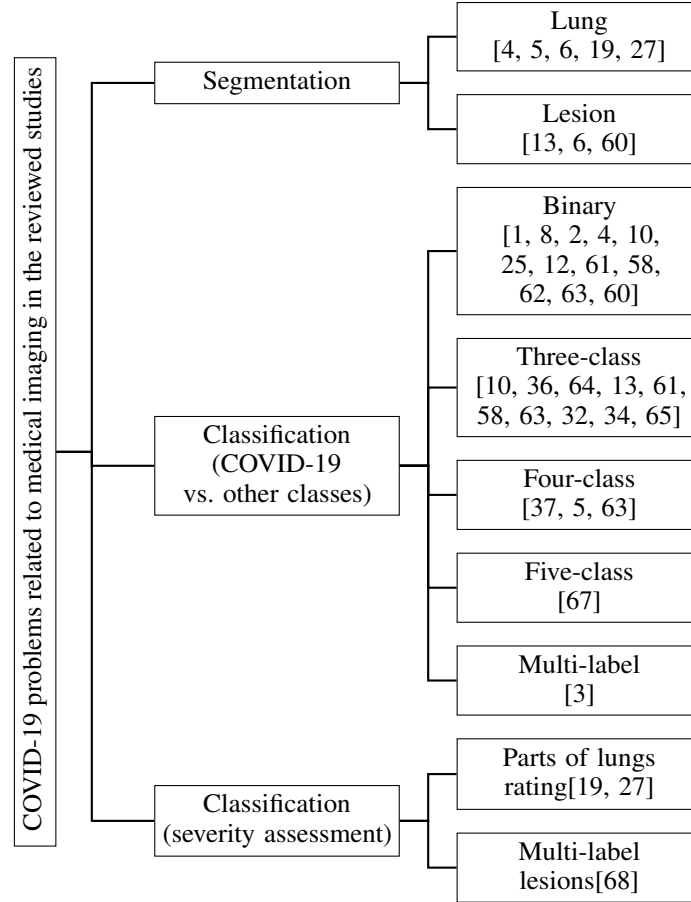 COVID-19 problems related to medical imaging in the reviewed studies
Segmentation
Lung
[4, 5, 6, 19, 27]
Lesion
[13, 6, 60]
Classification
(COVID-19
vs. other classes)
Binary
[1, 8, 2, 4, 10,
25, 12, 61, 58,
62, 63, 60]
Three-class
[10, 36, 64, 13, 61,
58, 63, 32, 34, 65]
Four-class
[37, 5, 63]
Five-class
[67]
Multi-label
[3]
Classification
(severity assessment)
Parts of lungs
rating[19, 27]
Multi-label
lesions[68]